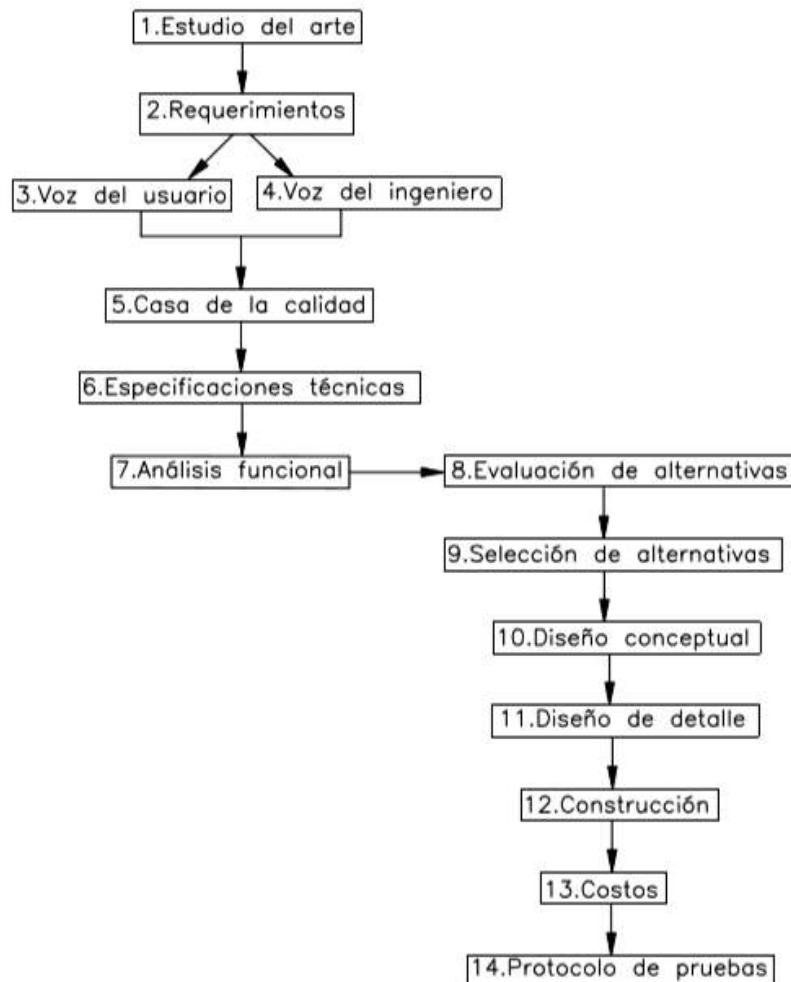 1.Estudio del arte
2.Requerimientos
3.Voz del usuario
4.Voz del ingeniero
5.Casa de la calidad
6.Especificaciones técnicas
7.Análisis funcional
8.Evaluación de alternativas
9.Selección de alternativas
10.Diseño conceptual
11.Diseño de detalle
12.Construcción
13.Costos
14.Protocolo de pruebas